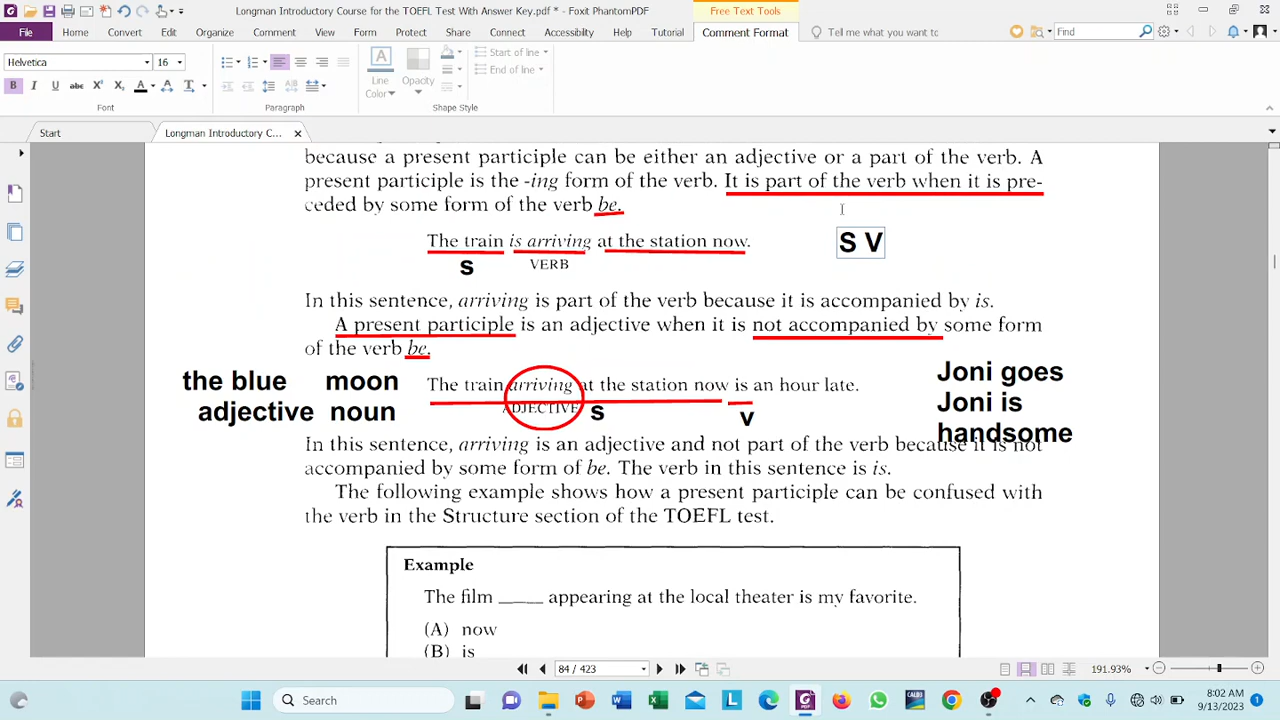 Longman Introductory Course for the TOEFL Test With Answer Key.pdf * - Foxit PhantomPDF
Free Text Tools
File Home Convert Edit Organize Comment View Form Protect Share Connect Accessibility Help Tutorial Comment Format Tell me what you want to Find
Helvetica 16
Line Color Opacity
Start of line
End of line
Font Paragraph Shape Style
Start Longman Introductory C...
because a present participle can be either an adjective or a part of the verb. A
present participle is the -ing form of the verb. It is part of the verb when it is pre-
ceded by some form of the verb be.
The train is arriving at the station now. S V
s VERB
In this sentence, arriving is part of the verb because it is accompanied by is.
A present participle is an adjective when it is not accompanied by some form
of the verb be.
the blue moon The train arriving at the station now is an hour late. Joni goes
adjective noun ADJECTIVE s v Joni is
handsome
In this sentence, arriving is an adjective and not part of the verb because it is not
accompanied by some form of be. The verb in this sentence is is.
The following example shows how a present participle can be confused with
the verb in the Structure section of the TOEFL test.
Example
The film ____ appearing at the local theater is my favorite.
(A) now
(B) is
84 / 423 191.93%
Search 8:02 AM
9/13/2023